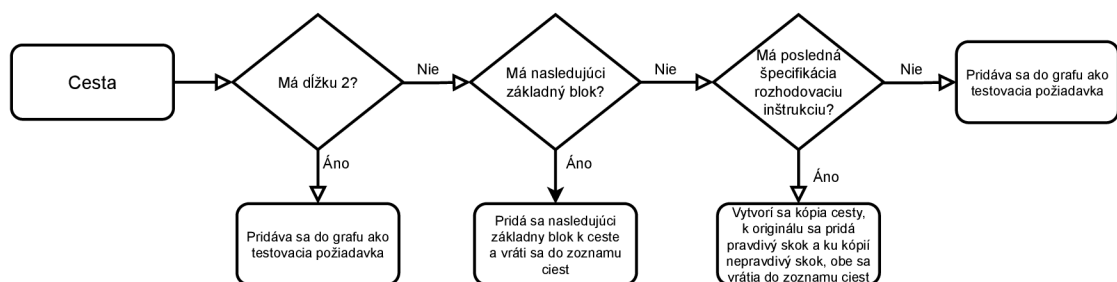 Cesta
Má dĺžku 2?
Nie
Má nasledujúci
základný blok?
Nie
Má posledná
špecifikácia
rozhodovaciu
inštrukciu?
Nie
Pridáva sa do grafu ako
testovacia požiadavka
Áno
Áno
Áno
Pridáva sa do grafu ako
testovacia požiadavka
Pridá sa nasledujúci
základny blok k ceste
a vráti sa do zoznamu
ciest
Vytvorí sa kópia cesty,
k originálu sa pridá
pravdivý skok a ku kópií
nepravdivý skok, obe sa
vrátia do zoznamu ciest